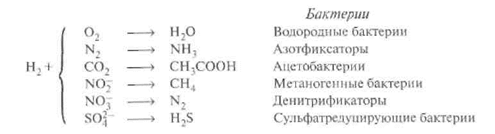 Бактерии
O₂ → H₂O Водородные бактерии
N₂ → NH₃ Азотфиксаторы
H₂ + { CO₂ → CH₃COOH Ацетобактерии
NO₂⁻ → CH₄ Метаногенные бактерии
NO₃⁻ → N₂ Денитрификаторы
SO₄²⁻ → H₂S Сульфатредуцирующие бактерии